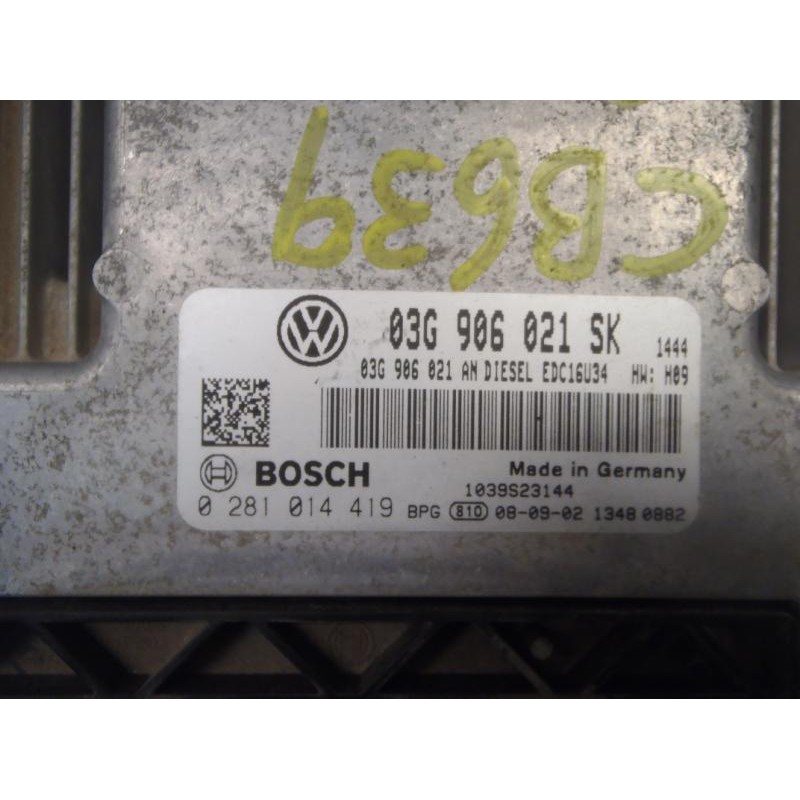 CB639
VW
03G 906 021 SK 1444
03G 906 021 AN DIESEL EDC16U34 HW: H09
BOSCH
Made in Germany
1039S23144
0 281 014 419 BPG 810 08-09-02 1348 0882